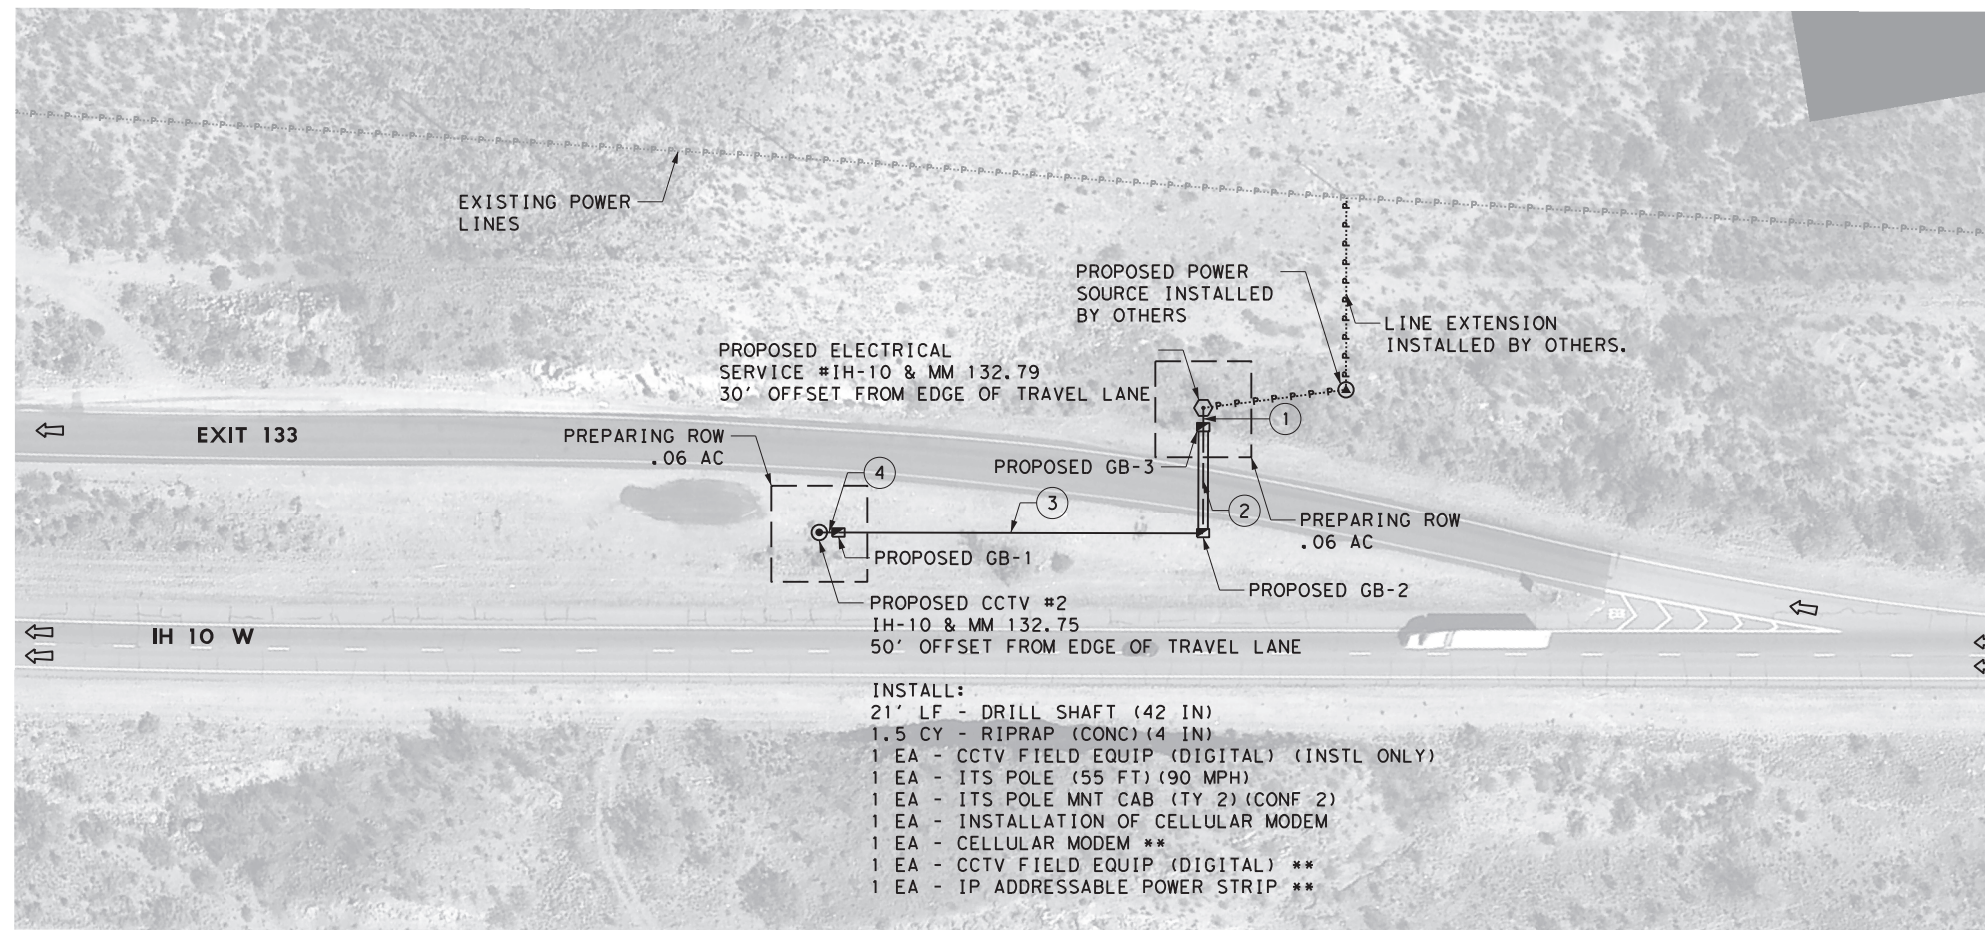 EXISTING POWER
LINES
PROPOSED POWER
SOURCE INSTALLED
BY OTHERS
LINE EXTENSION
INSTALLED BY OTHERS.
PROPOSED ELECTRICAL
SERVICE #IH-10 & MM 132.79
30' OFFSET FROM EDGE OF TRAVEL LANE
1
EXIT 133
PREPARING ROW
.06 AC
PROPOSED GB-3
4
3
2
PREPARING ROW
.06 AC
PROPOSED GB-1
PROPOSED GB-2
PROPOSED CCTV #2
IH-10 & MM 132.75
50' OFFSET FROM EDGE OF TRAVEL LANE
IH 10 W
INSTALL:
21' LF - DRILL SHAFT (42 IN)
1.5 CY - RIPRAP (CONC)(4 IN)
1 EA - CCTV FIELD EQUIP (DIGITAL) (INSTL ONLY)
1 EA - ITS POLE (55 FT)(90 MPH)
1 EA - ITS POLE MNT CAB (TY 2)(CONF 2)
1 EA - INSTALLATION OF CELLULAR MODEM
1 EA - CELLULAR MODEM **
1 EA - CCTV FIELD EQUIP (DIGITAL) **
1 EA - IP ADDRESSABLE POWER STRIP **